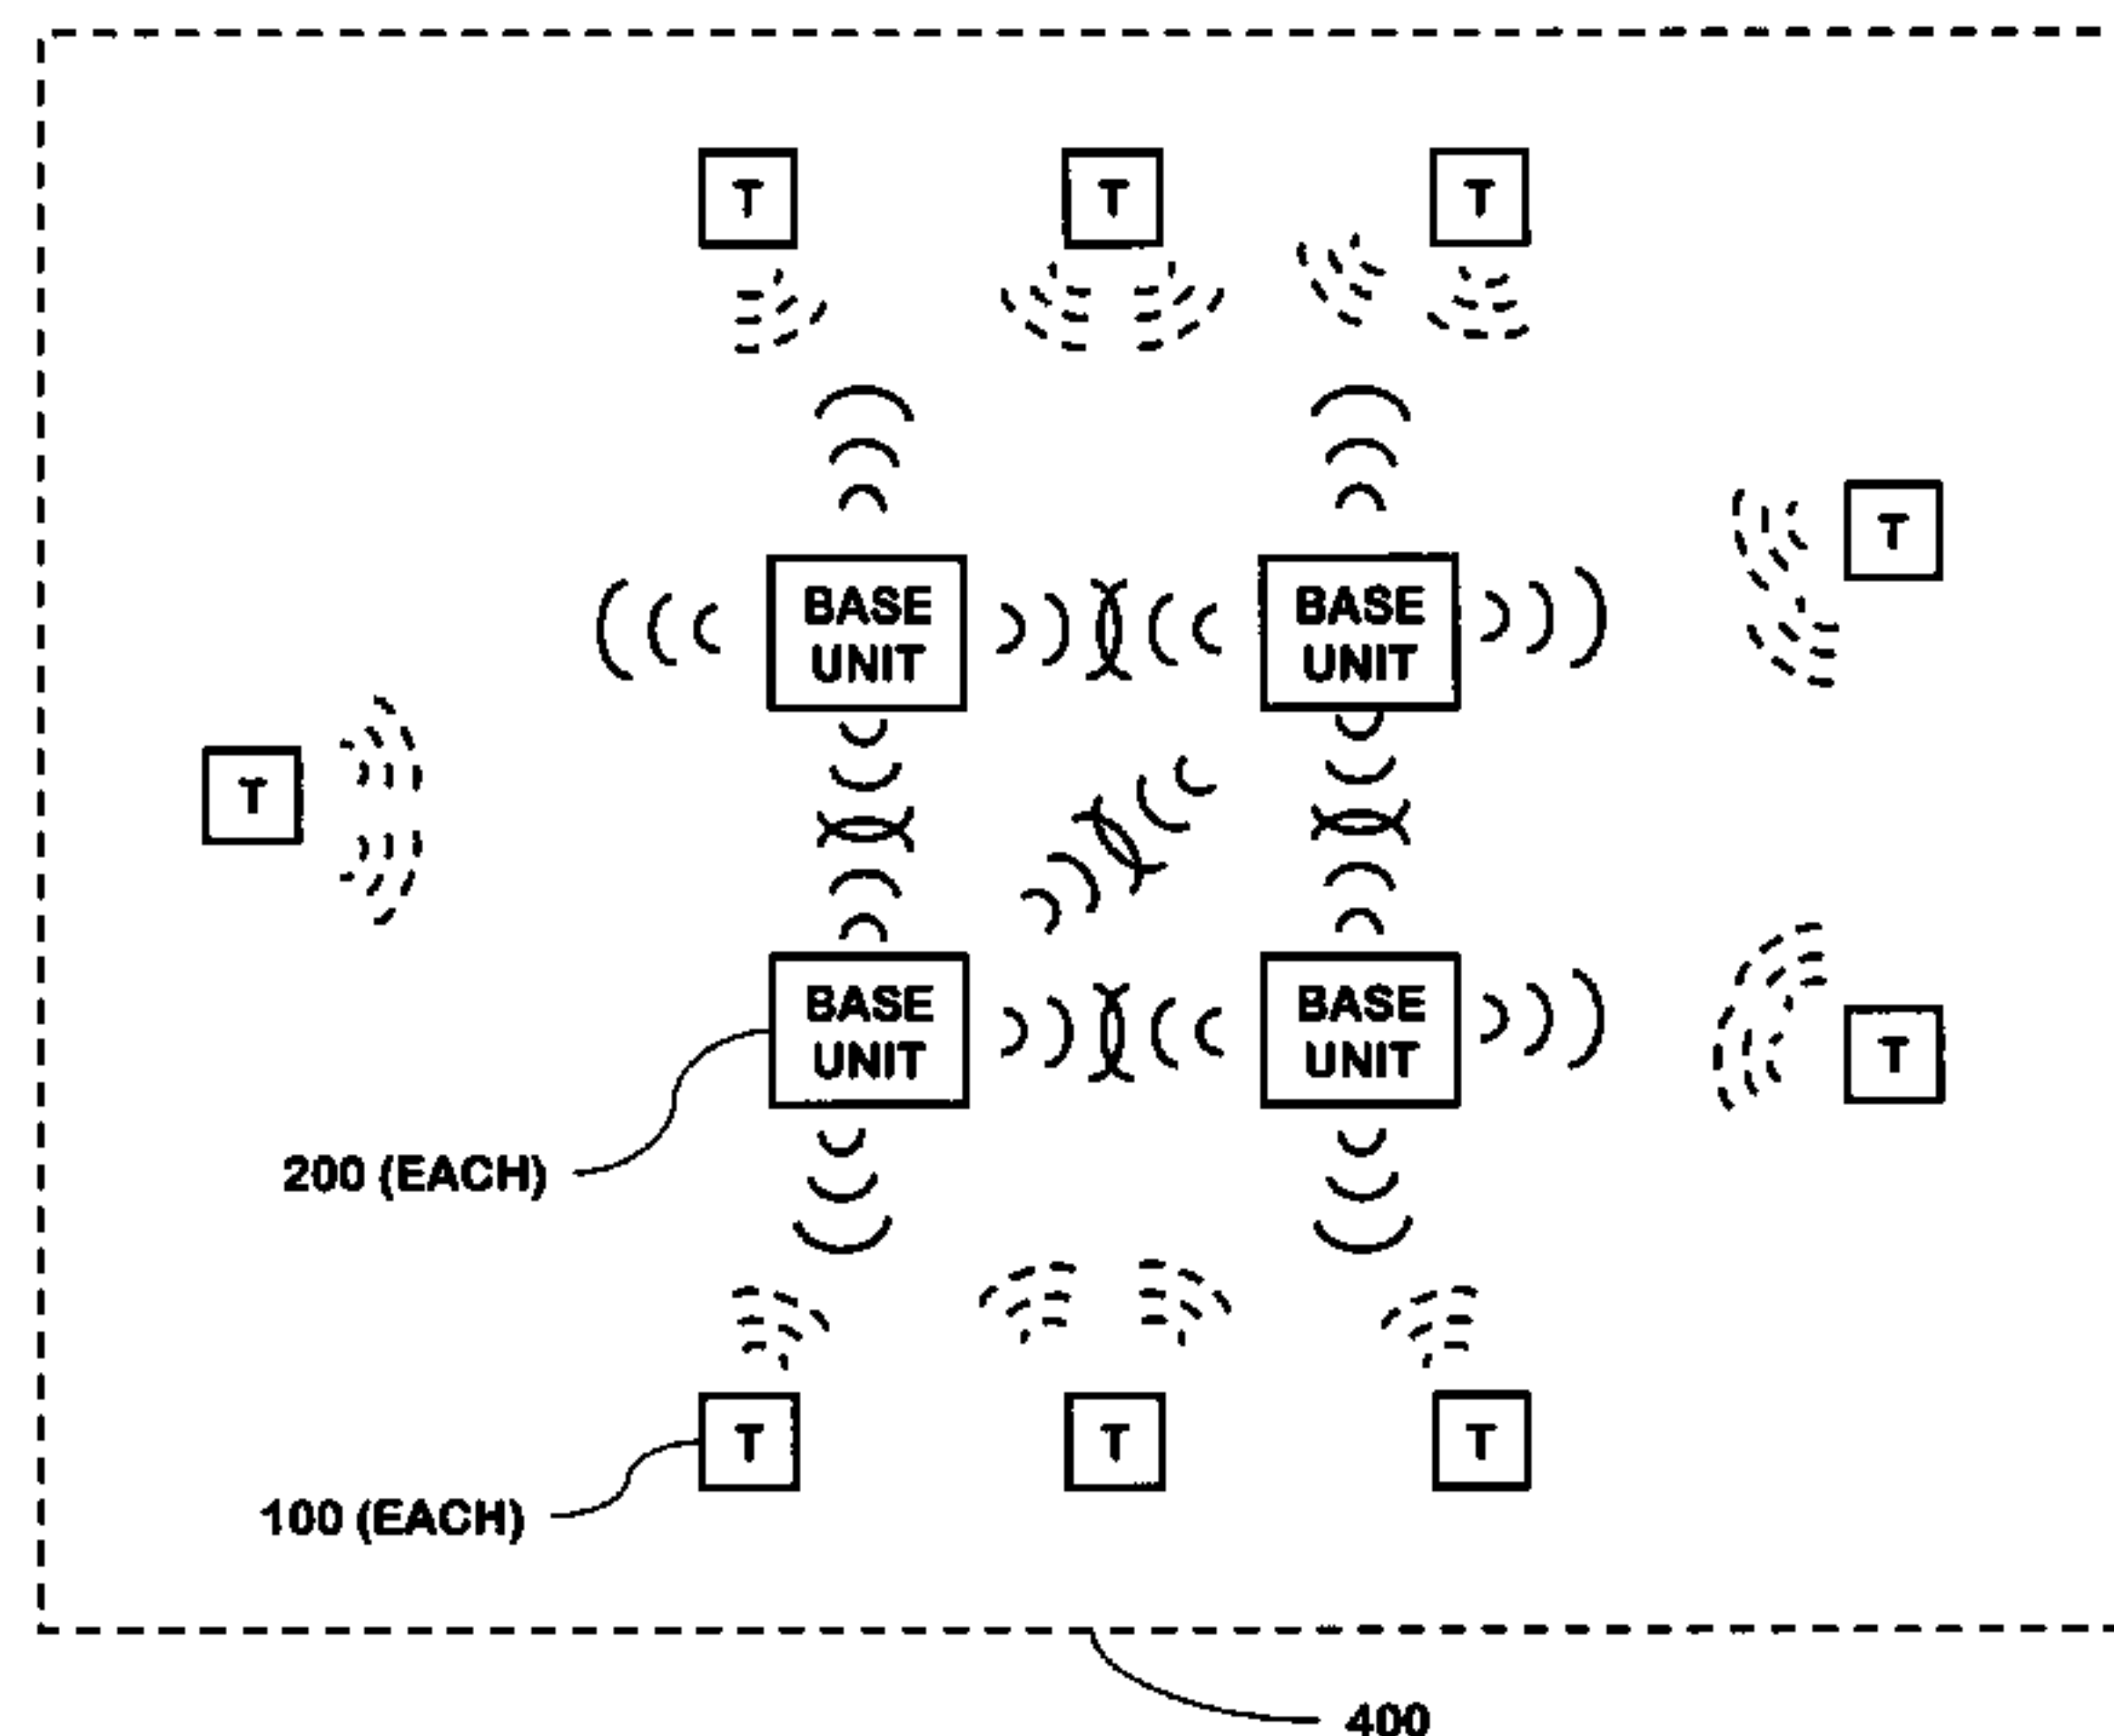 T T T
T
BASE UNIT BASE UNIT
T
BASE UNIT BASE UNIT
T
200 (EACH)
T T T
100 (EACH)
400